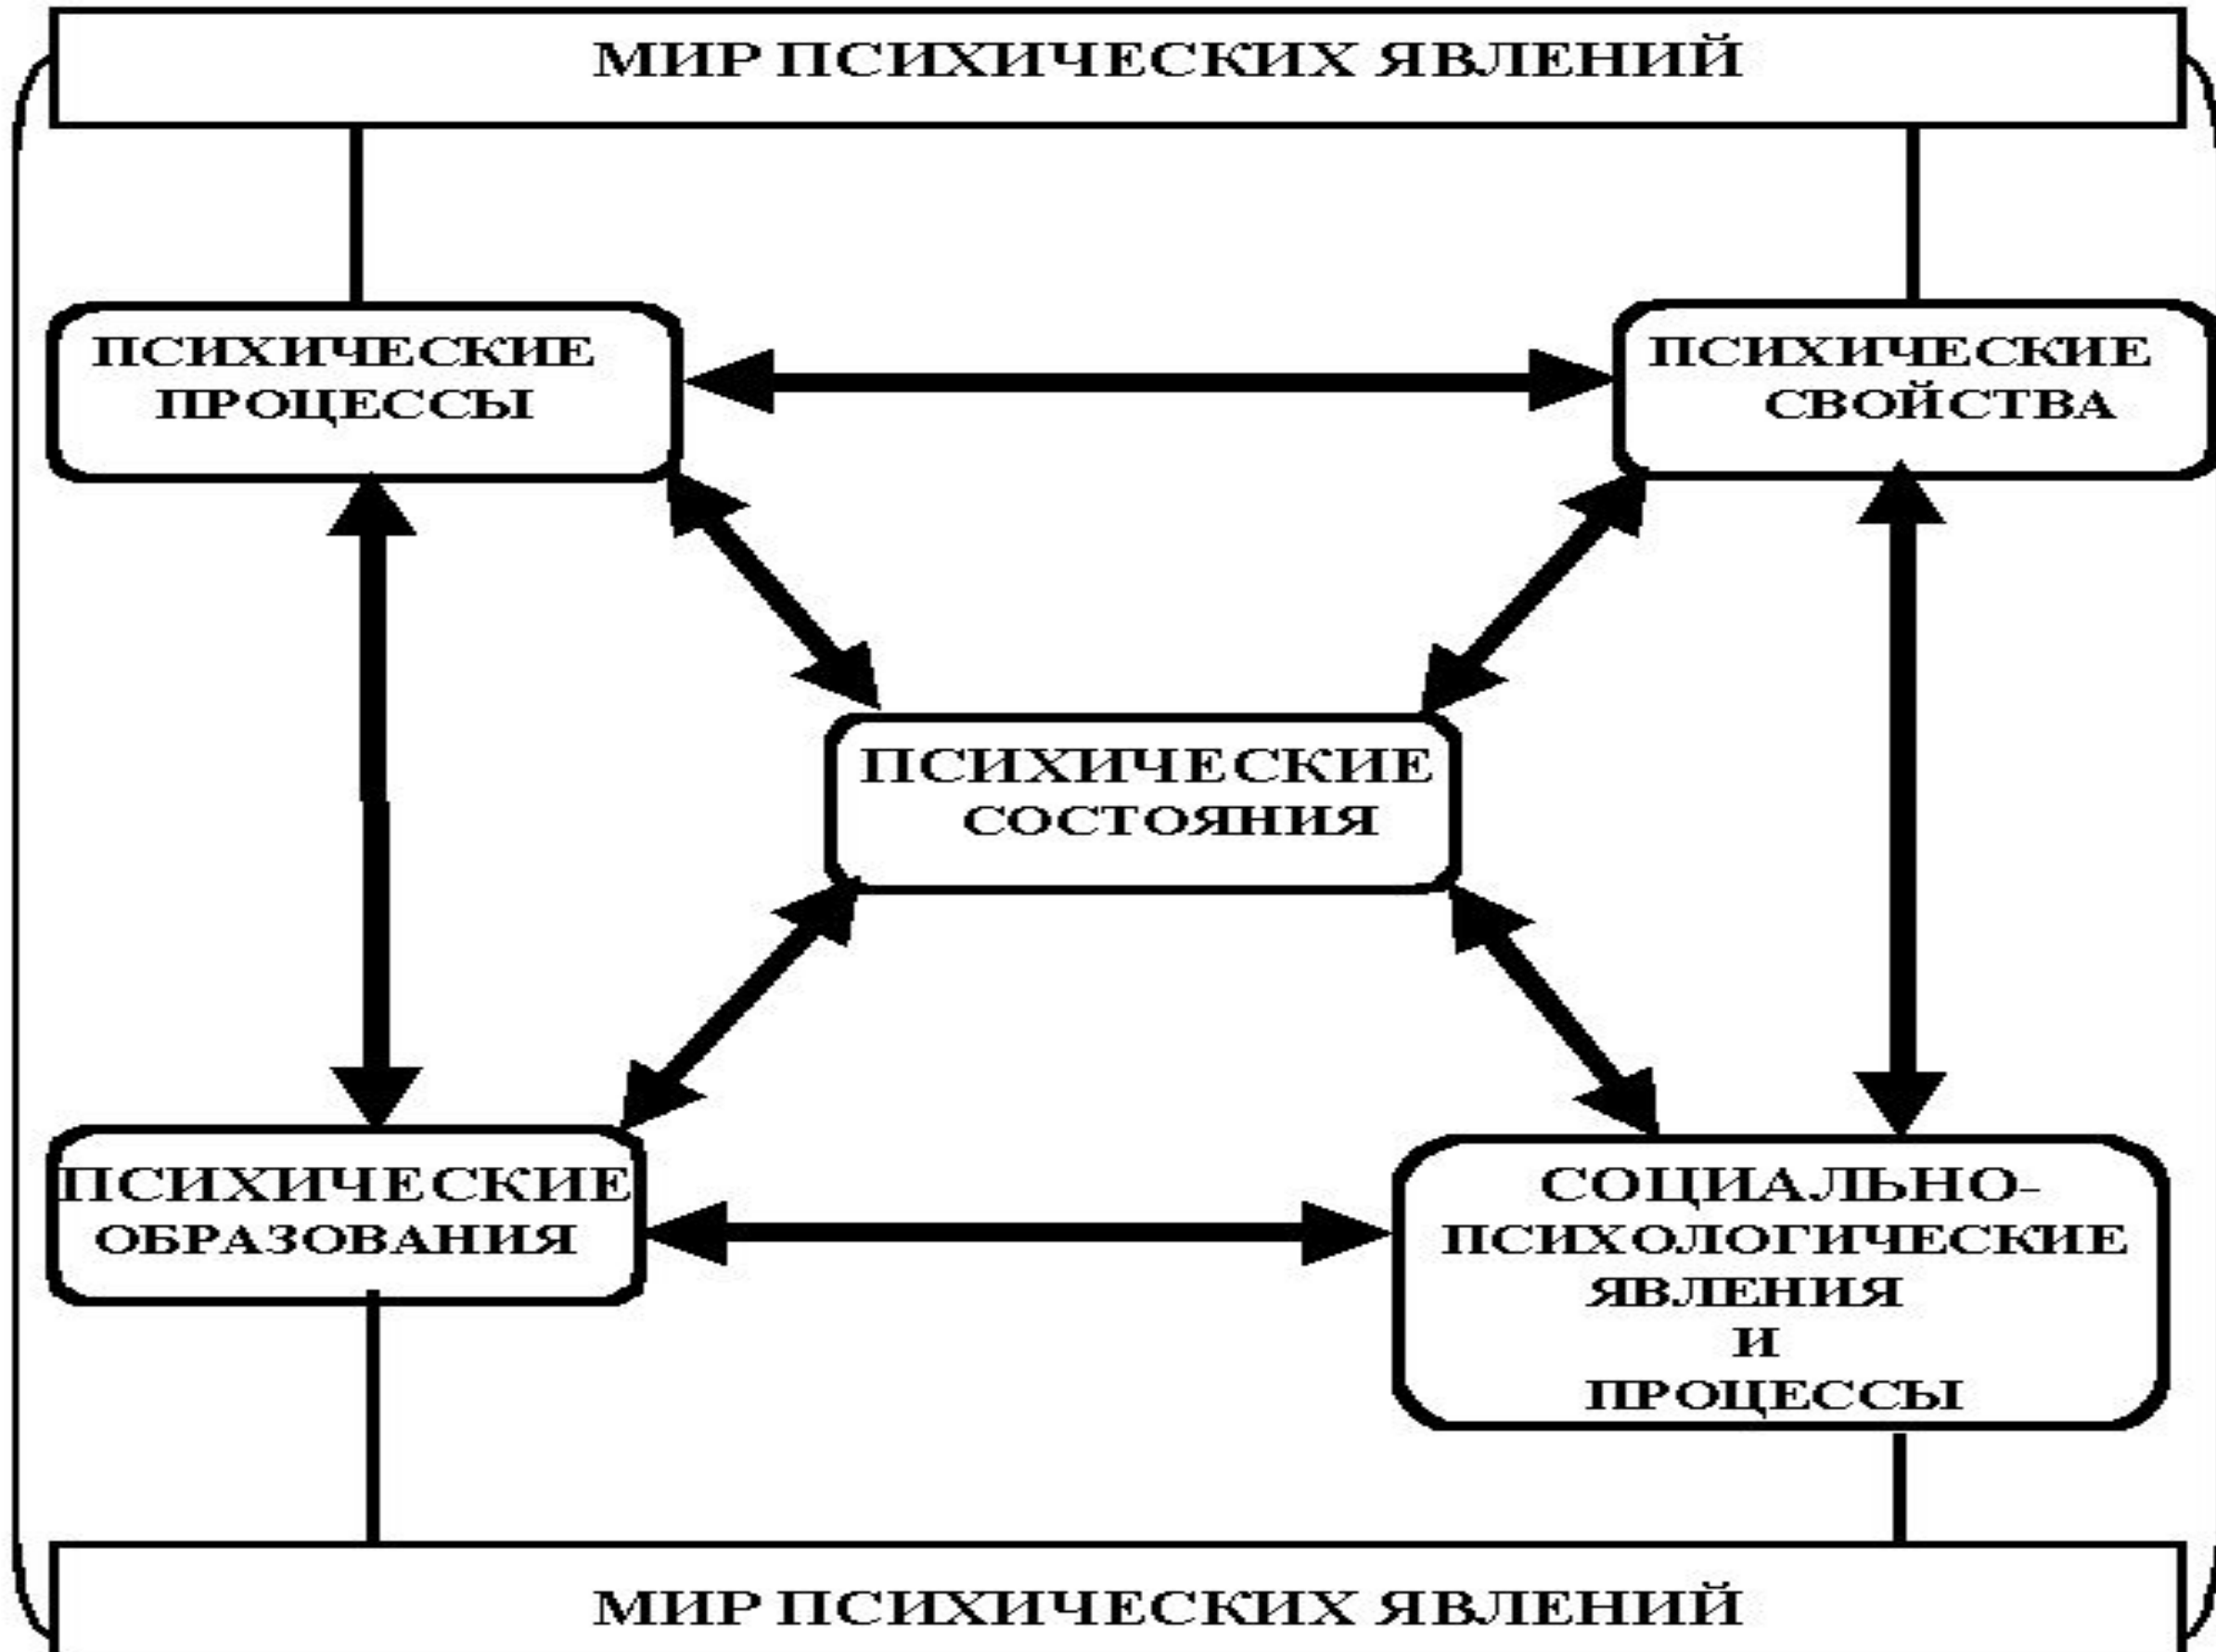 МИР ПСИХИЧЕСКИХ ЯВЛЕНИЙ
ПСИХИЧЕСКИЕ
ПРОЦЕССЫ
ПСИХИЧЕСКИЕ
СВОЙСТВА
ПСИХИЧЕСКИЕ
СОСТОЯНИЯ
ПСИХИЧЕСКИЕ
ОБРАЗОВАНИЯ
СОЦИАЛЬНО-
ПСИХОЛОГИЧЕСКИЕ
ЯВЛЕНИЯ
И
ПРОЦЕССЫ
МИР ПСИХИЧЕСКИХ ЯВЛЕНИЙ